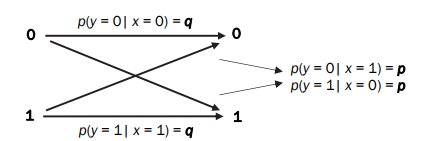 p(y = 0| x = 0) = q
0 0
p(y = 0| x = 1) = p
p(y = 1| x = 0) = p
1 1
p(y = 1| x = 1) = q